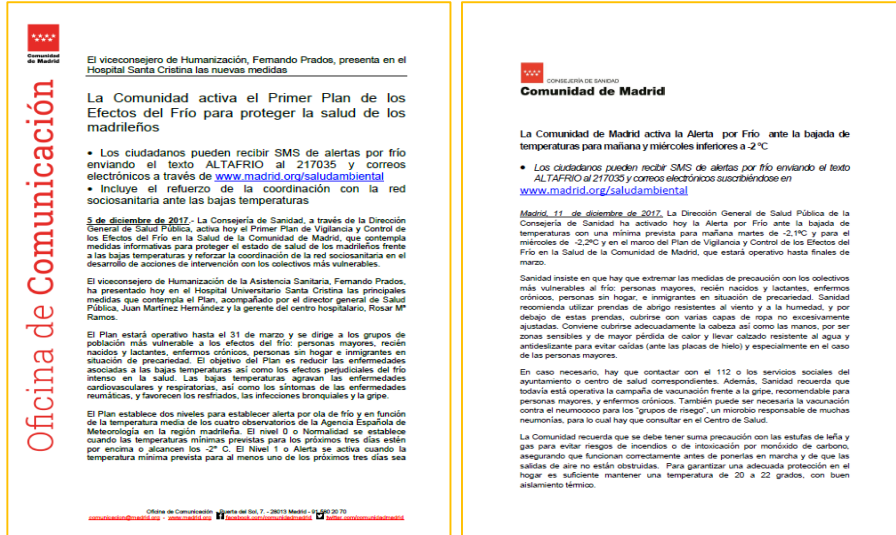 Comunidad
de Madrid
Oficina de Comunicación
El viceconsejero de Humanización, Fernando Prados, presenta en el
Hospital Santa Cristina las nuevas medidas
La Comunidad activa el Primer Plan de los
Efectos del Frío para proteger la salud de los
madrileños
• Los ciudadanos pueden recibir SMS de alertas por frío
enviando el texto ALTAFRIO al 217035 y correos
electrónicos a través de www.madrid.org/saludambiental
• Incluye el refuerzo de la coordinación con la red
sociosanitaria ante las bajas temperaturas
5 de diciembre de 2017.- La Consejería de Sanidad, a través de la Dirección
General de Salud Pública, activa hoy el Primer Plan de Vigilancia y Control de
los Efectos del Frío en la Salud de la Comunidad de Madrid, que contempla
medidas informativas para proteger el estado de salud de los madrileños frente
a las bajas temperaturas y reforzar la coordinación de la red sociosanitaria en el
desarrollo de acciones de intervención con los colectivos más vulnerables.
El viceconsejero de Humanización de la Asistencia Sanitaria, Fernando Prados,
ha presentado hoy en el Hospital Universitario Santa Cristina las principales
medidas que contempla el Plan, acompañado por el director general de Salud
Pública, Juan Martínez Hernández y la gerente del centro hospitalario, Rosar Mª
Ramos.
El Plan estará operativo hasta el 31 de marzo y se dirige a los grupos de
población más vulnerable a los efectos del frío: personas mayores, recién
nacidos y lactantes, enfermos crónicos, personas sin hogar e inmigrantes en
situación de precariedad. El objetivo del Plan es reducir las enfermedades
asociadas a las bajas temperaturas así como los efectos perjudiciales del frío
intenso en la salud. Las bajas temperaturas agravan las enfermedades
cardiovasculares y respiratorias, así como los síntomas de las enfermedades
reumáticas, y favorecen los resfriados, las infecciones bronquiales y la gripe.
El Plan establece dos niveles para establecer alerta por ola de frío y en función
de la temperatura media de los cuatro observatorios de la Agencia Española de
Meteorología en la región madrileña. El nivel 0 o Normalidad se establece
cuando las temperaturas mínimas previstas para los próximos tres días estén
por encima o alcancen los -2º C. El Nivel 1 o Alerta se activa cuando la
temperatura mínima prevista para al menos uno de los próximos tres días sea
Oficina de Comunicación - Puerta del Sol, 7. - 28013 Madrid - 91 580 20 70
comunicacion@madrid.org - www.madrid.org facebook.com/comunidadmadrid twitter.com/comunidadmadrid
CONSEJERÍA DE SANIDAD
Comunidad de Madrid
La Comunidad de Madrid activa la Alerta por Frío ante la bajada de
temperaturas para mañana y miércoles inferiores a -2 ºC
• Los ciudadanos pueden recibir SMS de alertas por frío enviando el texto
ALTAFRIO al 217035 y correos electrónicos suscribiéndose en
www.madrid.org/saludambiental
Madrid, 11 de diciembre de 2017. La Dirección General de Salud Pública de la
Consejería de Sanidad ha activado hoy la Alerta por Frío ante la bajada de
temperaturas con una mínima prevista para mañana martes de -2,1ºC y para el
miércoles de -2,2ºC y en el marco del Plan de Vigilancia y Control de los Efectos del
Frío en la Salud de la Comunidad de Madrid, que estará operativo hasta finales de
marzo.
Sanidad insiste en que hay que extremar las medidas de precaución con los colectivos
más vulnerables al frío: personas mayores, recién nacidos y lactantes, enfermos
crónicos, personas sin hogar, e inmigrantes en situación de precariedad. Sanidad
recomienda utilizar prendas de abrigo resistentes al viento y a la humedad, y por
debajo de estas prendas, cubrirse con varias capas de ropa no excesivamente
ajustadas. Conviene cubrirse adecuadamente la cabeza así como las manos, por ser
zonas sensibles y de mayor pérdida de calor y llevar calzado resistente al agua y
antideslizante para evitar caídas (ante las placas de hielo) y especialmente en el caso
de las personas mayores.
En caso necesario, hay que contactar con el 112 o los servicios sociales del
ayuntamiento o centro de salud correspondientes. Además, Sanidad recuerda que
todavía está operativa la campaña de vacunación frente a la gripe, recomendable para
personas mayores, y enfermos crónicos. También puede ser necesaria la vacunación
contra el neumococo para los "grupos de riesgo", un microbio responsable de muchas
neumonías, para lo cual hay que consultar en el Centro de Salud.
La Comunidad recuerda que se debe tener suma precaución con las estufas de leña y
gas para evitar riesgos de incendios o de intoxicación por monóxido de carbono,
asegurando que funcionan correctamente antes de ponerlas en marcha y de que las
salidas de aire no están obstruidas. Para garantizar una adecuada protección en el
hogar es suficiente mantener una temperatura de 20 a 22 grados, con buen
aislamiento térmico.